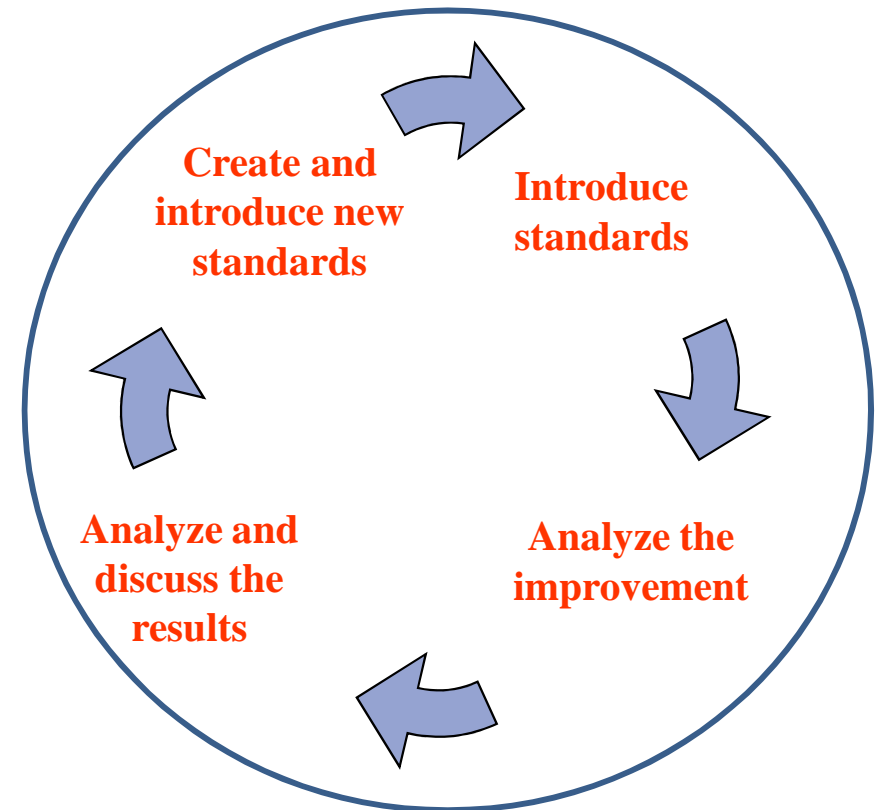 Create and
introduce new
standards
Introduce
standards
Analyze the
improvement
Analyze and
discuss the
results